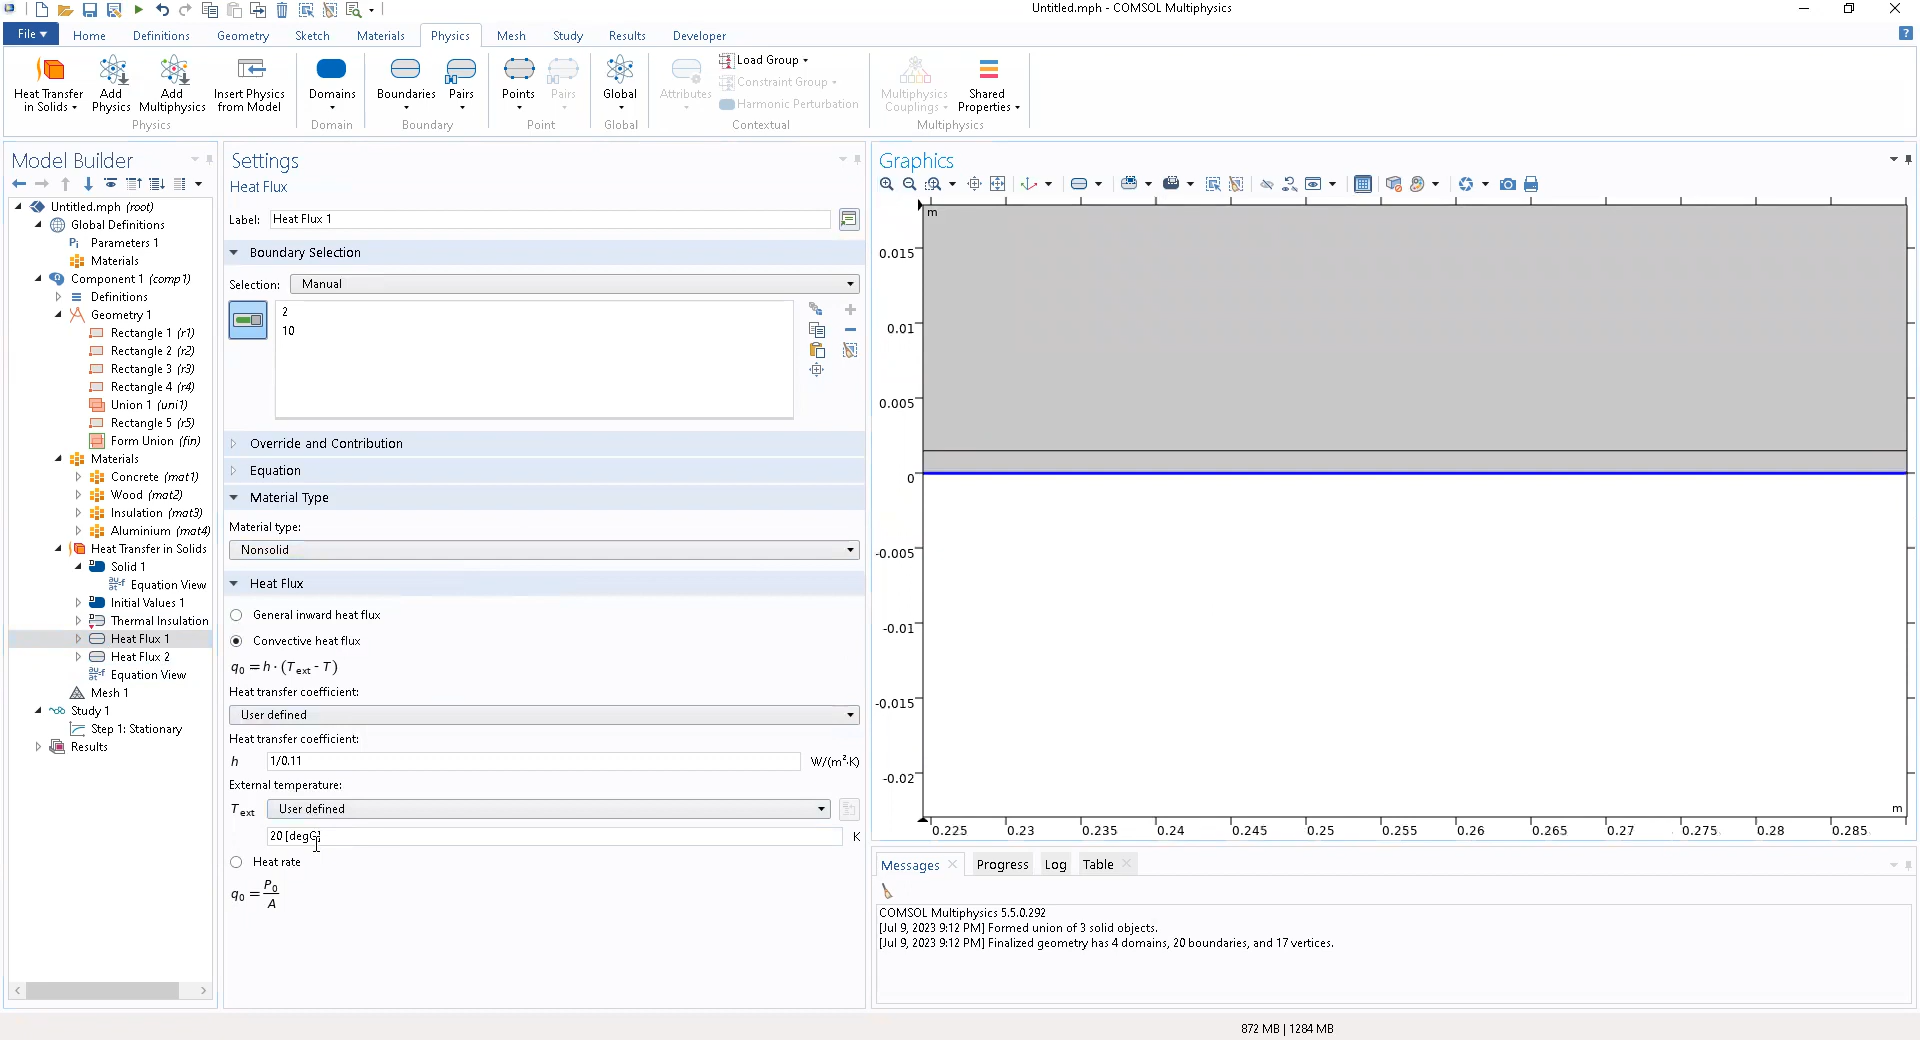 Untitled.mph - COMSOL Multiphysics
File Home Definitions Geometry Sketch Materials Physics Mesh Study Results Developer
Heat Transfer in Solids
Add Physics
Add Multiphysics
Insert Physics from Model
Physics
Domains
Domain
Boundaries
Pairs
Boundary
Points
Pairs
Point
Global
Global
Attributes
Load Group
Constraint Group
Harmonic Perturbation
Contextual
Multiphysics Couplings
Shared Properties
Multiphysics
Model Builder
Untitled.mph (root)
Global Definitions
Pi Parameters 1
Materials
Component 1 (comp1)
Definitions
Geometry 1
Rectangle 1 (r1)
Rectangle 2 (r2)
Rectangle 3 (r3)
Rectangle 4 (r4)
Union 1 (uni1)
Rectangle 5 (r5)
Form Union (fin)
Materials
Concrete (mat1)
Wood (mat2)
Insulation (mat3)
Aluminium (mat4)
Heat Transfer in Solids
Solid 1
Equation View
Initial Values 1
Thermal Insulation
Heat Flux 1
Heat Flux 2
Equation View
Mesh 1
Study 1
Step 1: Stationary
Results
Settings
Heat Flux
Label: Heat Flux 1
Boundary Selection
Selection: Manual
2
10
Override and Contribution
Equation
Material Type
Material type:
Nonsolid
Heat Flux
General inward heat flux
Convective heat flux
q0 = h · (Text - T)
Heat transfer coefficient:
User defined
Heat transfer coefficient:
h 1/0.11 W/(m²·K)
External temperature:
Text User defined
20 [degC] K
Heat rate
q0 = P0
A
Graphics
m
0.015
0.01
0.005
0
-0.005
-0.01
-0.015
-0.02
m
0.225 0.23 0.235 0.24 0.245 0.25 0.255 0.26 0.265 0.27 0.275 0.28 0.285
Messages Progress Log Table
COMSOL Multiphysics 5.5.0.292
[Jul 9, 2023 9:12 PM] Formed union of 3 solid objects.
[Jul 9, 2023 9:12 PM] Finalized geometry has 4 domains, 20 boundaries, and 17 vertices.
872 MB | 1284 MB